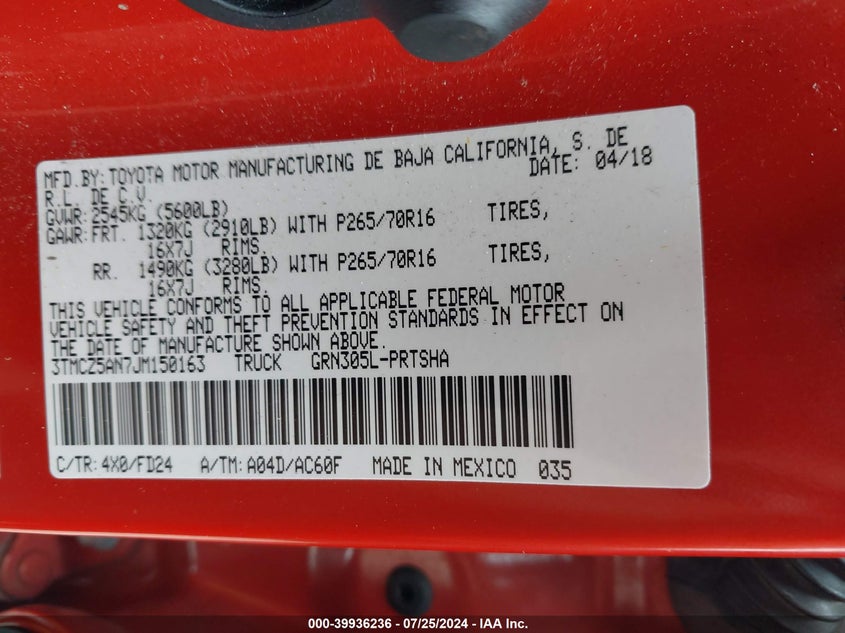 MFD.BY: TOYOTA MOTOR MANUFACTURING DE BAJA CALIFORNIA, S. DE
R.L. DE C.V. DATE: 04/18
GVWR: 2545KG (5600LB)
GAWR: FRT. 1320KG (2910LB) WITH P265/70R16 TIRES,
16X7J RIMS.
RR. 1490KG (3280LB) WITH P265/70R16 TIRES,
16X7J RIMS.
THIS VEHICLE CONFORMS TO ALL APPLICABLE FEDERAL MOTOR
VEHICLE SAFETY AND THEFT PREVENTION STANDARDS IN EFFECT ON
THE DATE OF MANUFACTURE SHOWN ABOVE.
3TMCZ5AN7JM150163 TRUCK GRN305L-PRTSHA
C/TR: 4X0/FD24 A/TM: A04D/AC60F MADE IN MEXICO 035
000-39936236 - 07/25/2024 - IAA Inc.